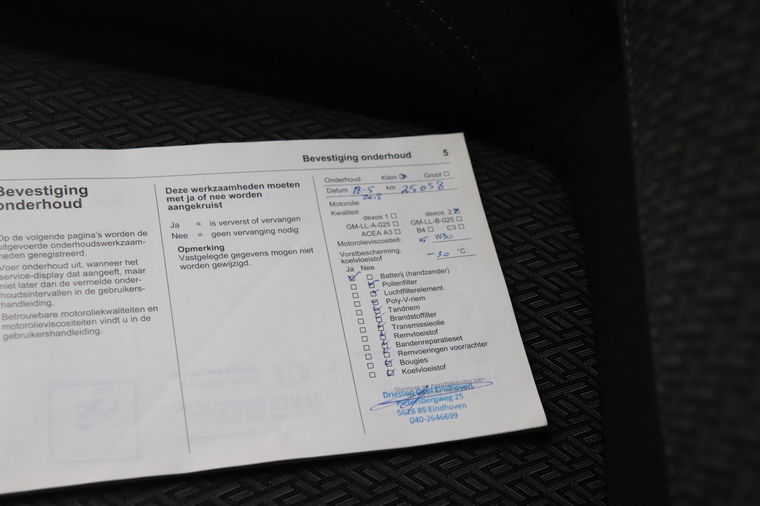 Bevestiging onderhoud 5
Bevestiging
onderhoud
Op de volgende pagina's worden de
uitgevoerde onderhoudswerkzaam-
heden geregistreerd.
Voer onderhoud uit, wanneer het
service-display dat aangeeft, maar
niet later dan de vermelde onder-
houdsintervallen in de gebruikers-
handleiding.
Betrouwbare motoroliekwaliteiten en
motorolieviscositeiten vindt u in de
gebruikershandleiding.
Deze werkzaamheden moeten
met ja of nee worden
aangekruist
Ja = is ververst of vervangen
Nee = geen vervanging nodig
Opmerking
Vastgelegde gegevens mogen niet
worden gewijzigd.
Onderhoud: Klein Groot
Datum 18-5 km 25058
2018
Motorolie
Kwaliteit: dexos 1 dexos 2
GM-LL-A-025 GM-LL-B-025
ACEA A3 B4 C3
Motorolieviscositeit: 5 W30
Vorstbescherming,
koelvloeistof -30 °C
Ja Nee
Batterij (handzender)
Pollenfilter
Luchtfilterelement
Poly-V-riem
Tandriem
Brandstoffilter
Transmissieolie
Remvloeistof
Bandenreparatieset
Remvoeringen voor/achter
Bougies
Koelvloeistof
Driessen Opel Eindhoven
Pietersbergweg 25
5628 BS Eindhoven
040-2646699